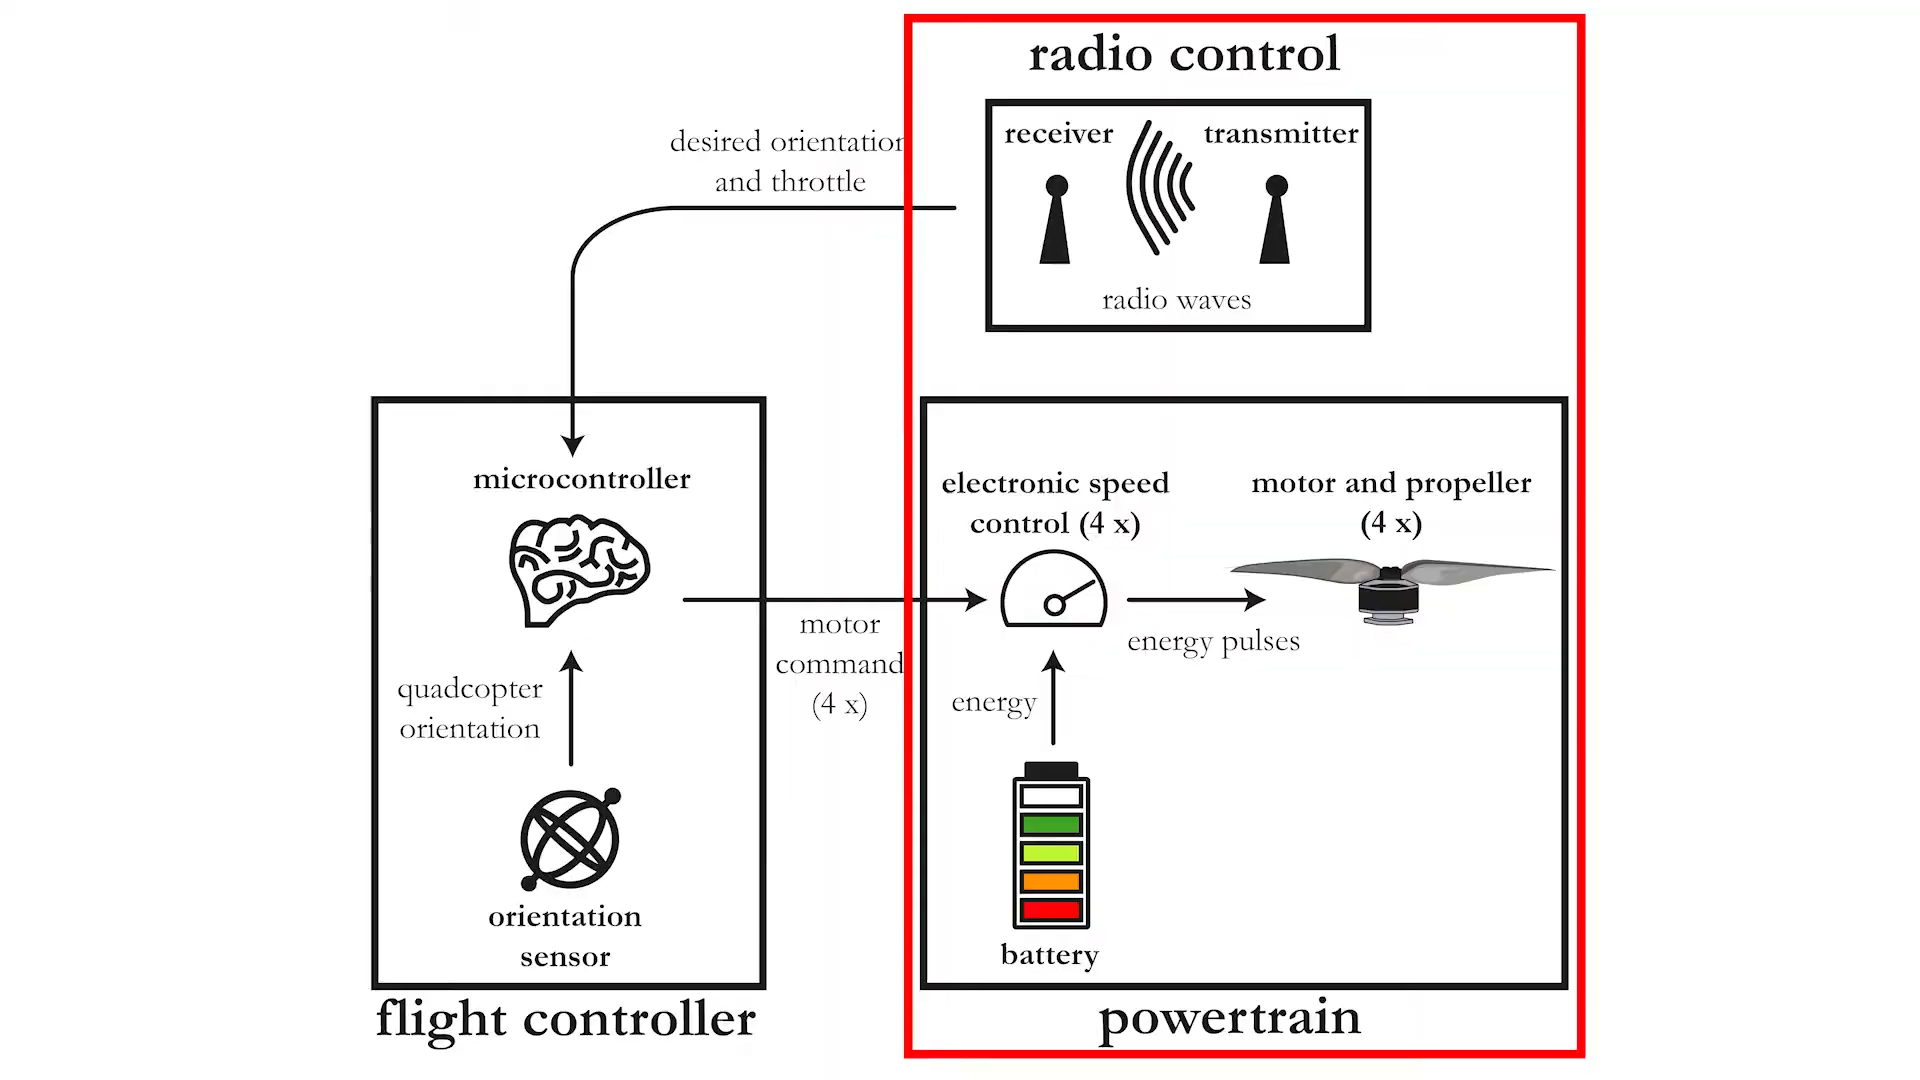 radio control
receiver
transmitter
radio waves
desired orientation
and throttle
microcontroller
quadcopter
orientation
orientation
sensor
flight controller
motor
command
(4 x)
electronic speed
control (4 x)
motor and propeller
(4 x)
energy pulses
energy
battery
powertrain